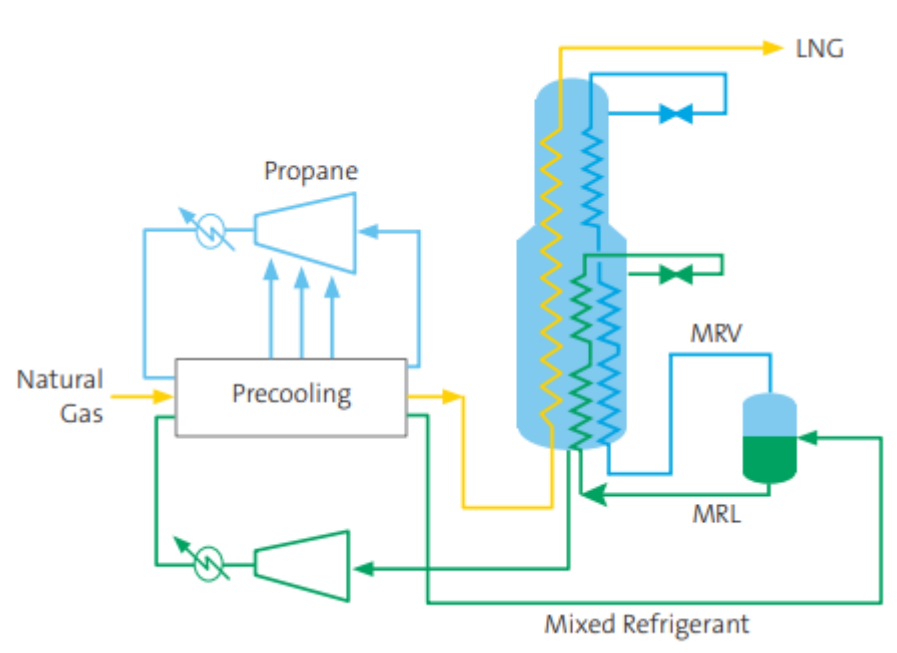 LNG
Propane
Natural
Gas
Precooling
MRV
MRL
Mixed Refrigerant